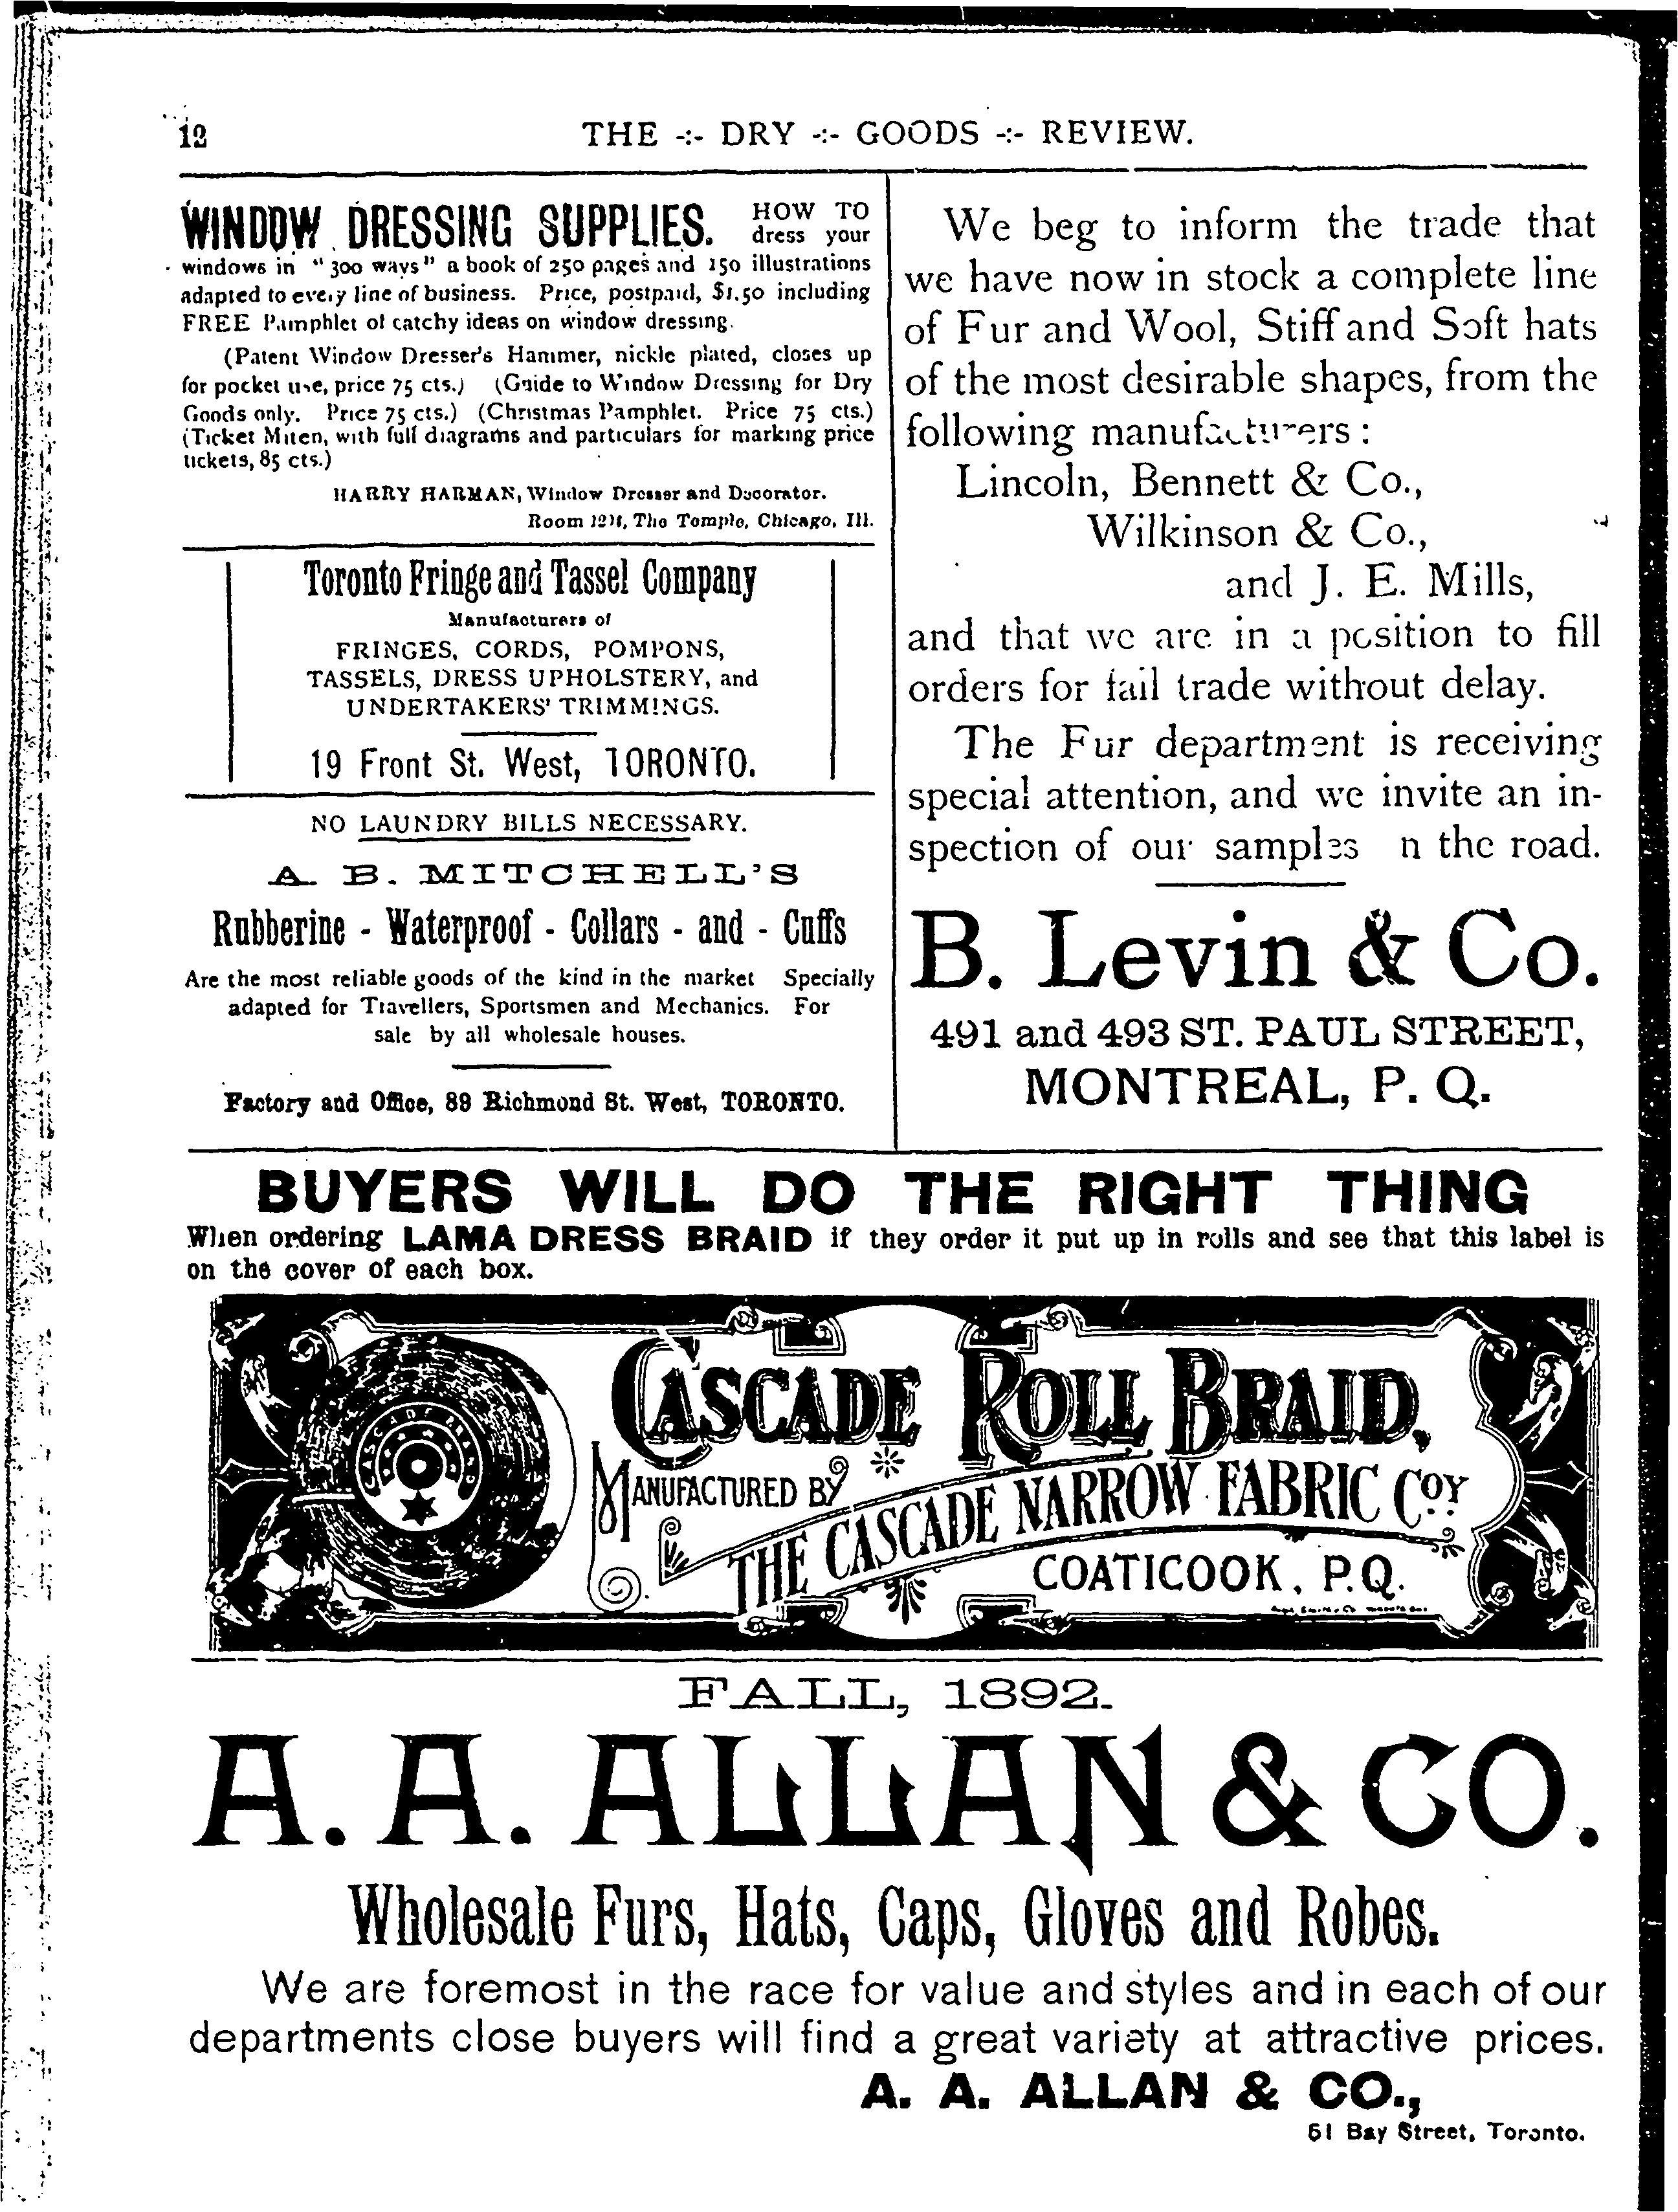 12
THE -:- DRY -:- GOODS -:- REVIEW.
WINDOW DRESSING SUPPLIES. HOW TO
dress your
windows in "300 ways" a book of 250 pages and 150 illustrations
adapted to every line of business. Price, postpaid, $1.50 including
FREE Pamphlet of catchy ideas on window dressing.
(Patent Window Dresser's Hammer, nickle plated, closes up
for pocket use, price 75 cts.) (Guide to Window Dressing for Dry
Goods only. Price 75 cts.) (Christmas Pamphlet. Price 75 cts.)
(Ticket with full diagrams and particulars for marking price
tickets, 85 cts.)
HARRY HARMAN, Window Dresser and Decorator.
Room The Temple, Chicago, Ill.
Toronto Fringe and Tassel Company
Manufacturers of
FRINGES, CORDS, POMPONS,
TASSELS, DRESS UPHOLSTERY, and
UNDERTAKERS' TRIMMINGS.
19 Front St. West, TORONTO.
NO LAUNDRY BILLS NECESSARY.
A. B. MITCHELL'S
Rubberine - Waterproof - Collars - and - Cuffs
Are the most reliable goods of the kind in the market Specially
adapted for Travellers, Sportsmen and Mechanics. For
sale by all wholesale houses.
Factory and Office, 89 Richmond St. West, TORONTO.
We beg to inform the trade that
we have now in stock a complete line
of Fur and Wool, Stiff and Soft hats
of the most desirable shapes, from the
following manufacturers :
Lincoln, Bennett & Co.,
Wilkinson & Co.,
and J. E. Mills,
and that we are in a position to fill
orders for fall trade without delay.
The Fur department is receiving
special attention, and we invite an in-
spection of our samples n the road.
B. Levin & Co.
491 and 493 ST. PAUL STREET,
MONTREAL, P. Q.
BUYERS WILL DO THE RIGHT THING
When ordering LAMA DRESS BRAID if they order it put up in rolls and see that this label is
on the cover of each box.
CASCADE BRAID
CASCADE ROLL BRAID,
MANUFACTURED BY
THE CASCADE NARROW FABRIC COY
COATICOOK, P.Q.
FALL, 1892.
A. A. ALLAN & CO.
Wholesale Furs, Hats, Caps, Gloves and Robes.
We are foremost in the race for value and styles and in each of our
departments close buyers will find a great variety at attractive prices.
A. A. ALLAN & CO.,
51 Bay Street, Toronto.